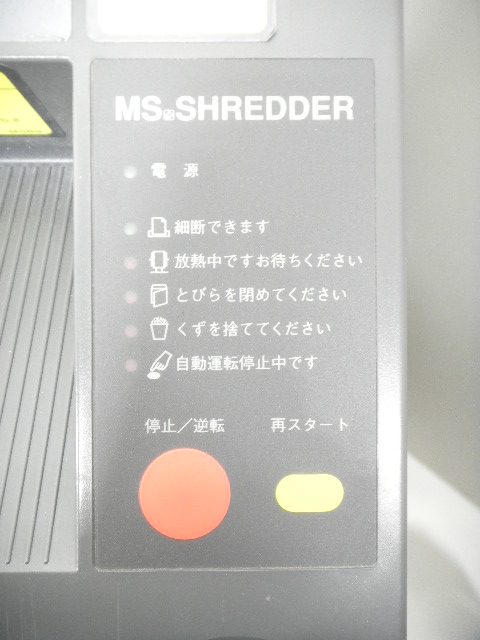 MS SHREDDER
電源
細断できます
放熱中ですお待ちください
とびらを閉めてください
くずを捨ててください
自動運転停止中です
停止／逆転 再スタート